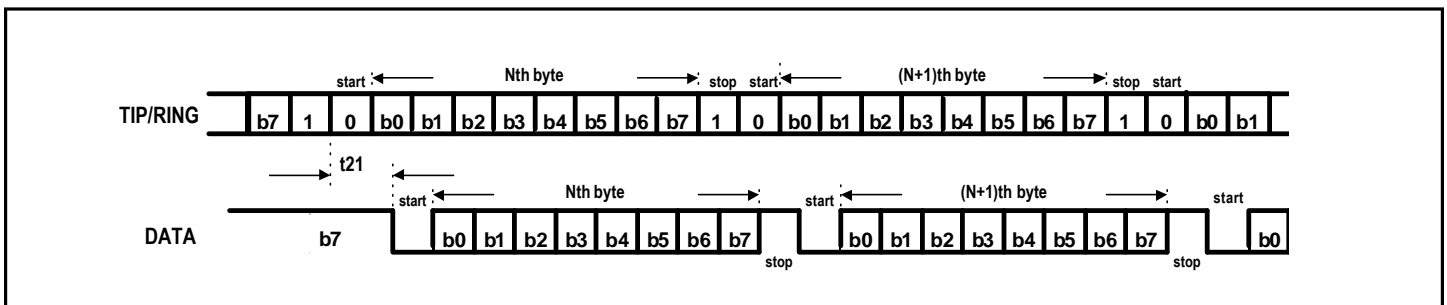 start Nth byte stop start (N+1)th byte stop start
TIP/RING b7 1 0 b0 b1 b2 b3 b4 b5 b6 b7 1 0 b0 b1 b2 b3 b4 b5 b6 b7 1 0 b0 b1
t21
start Nth byte start (N+1)th byte start
DATA b7 b0 b1 b2 b3 b4 b5 b6 b7 b0 b1 b2 b3 b4 b5 b6 b7 b0
stop stop